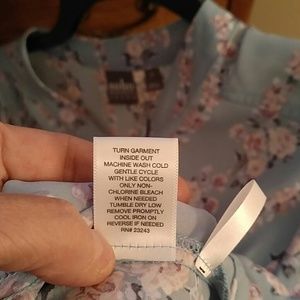 TURN GARMENT
INSIDE OUT
MACHINE WASH COLD
GENTLE CYCLE
WITH LIKE COLORS
ONLY NON-
CHLORINE BLEACH
WHEN NEEDED
TUMBLE DRY LOW
REMOVE PROMPTLY
COOL IRON ON
REVERSE IF NEEDED
RN# 23243